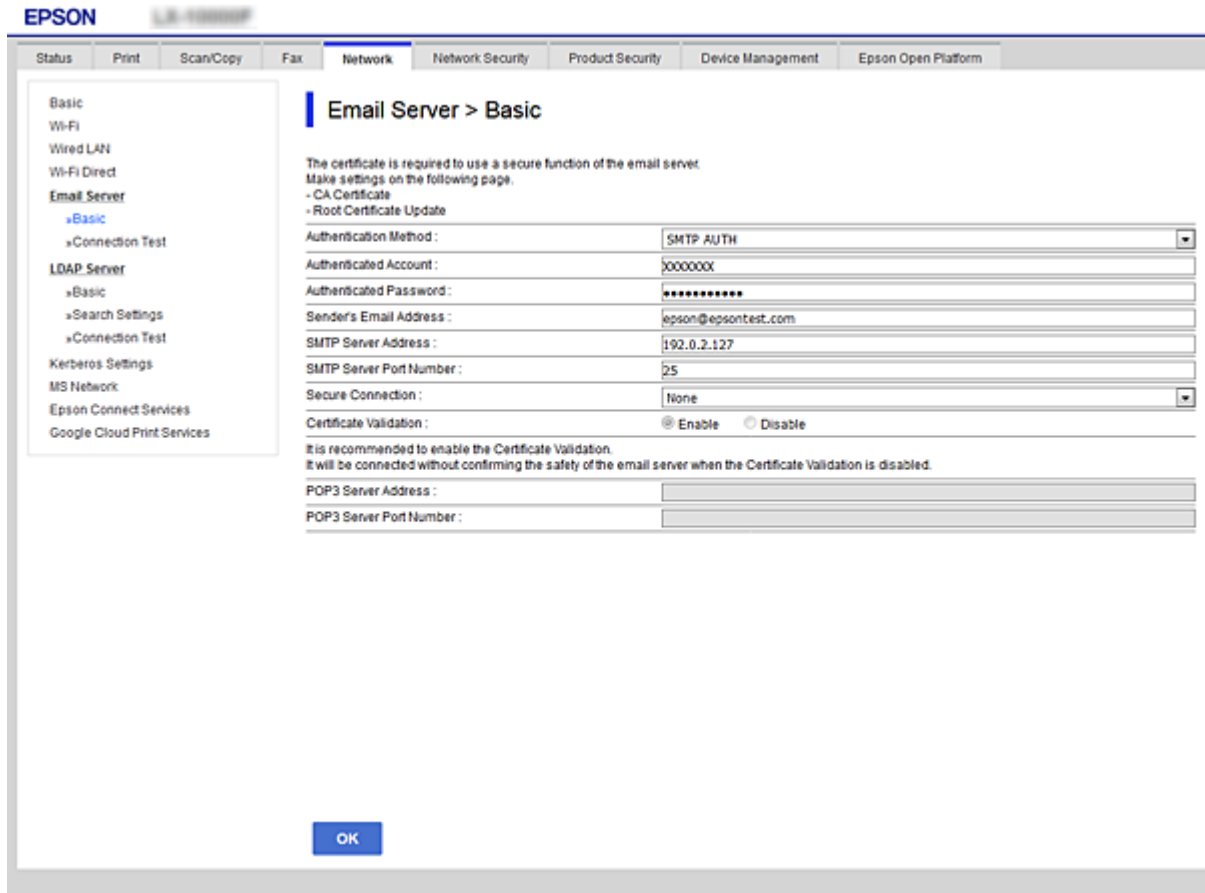 EPSON
Status Print Scan/Copy Fax Network Network Security Product Security Device Management Epson Open Platform
Basic
Wi-Fi
Wired LAN
Wi-Fi Direct
Email Server
»Basic
»Connection Test
LDAP Server
»Basic
»Search Settings
»Connection Test
Kerberos Settings
MS Network
Epson Connect Services
Google Cloud Print Services
Email Server > Basic
The certificate is required to use a secure function of the email server.
Make settings on the following page.
- CA Certificate
- Root Certificate Update
Authentication Method : SMTP AUTH
Authenticated Account : XXXXXXX
Authenticated Password : •••••••••••
Sender's Email Address : epson@epsontest.com
SMTP Server Address : 192.0.2.127
SMTP Server Port Number : 25
Secure Connection : None
Certificate Validation : Enable Disable
It is recommended to enable the Certificate Validation.
It will be connected without confirming the safety of the email server when the Certificate Validation is disabled.
POP3 Server Address :
POP3 Server Port Number :
OK